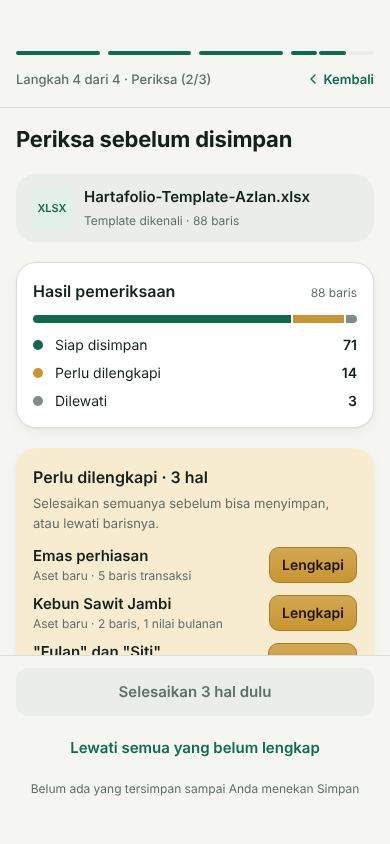 Langkah 4 dari 4 · Periksa (2/3)
Kembali
Periksa sebelum disimpan
XLSX
Hartafolio-Template-Azlan.xlsx
Template dikenali · 88 baris
Hasil pemeriksaan
88 baris
Siap disimpan
71
Perlu dilengkapi
14
Dilewati
3
Perlu dilengkapi · 3 hal
Selesaikan semuanya sebelum bisa menyimpan,
atau lewati barisnya.
Emas perhiasan
Aset baru · 5 baris transaksi
Lengkapi
Kebun Sawit Jambi
Aset baru · 2 baris, 1 nilai bulanan
Lengkapi
"Fulan" dan "Siti"
Selesaikan 3 hal dulu
Lewati semua yang belum lengkap
Belum ada yang tersimpan sampai Anda menekan Simpan